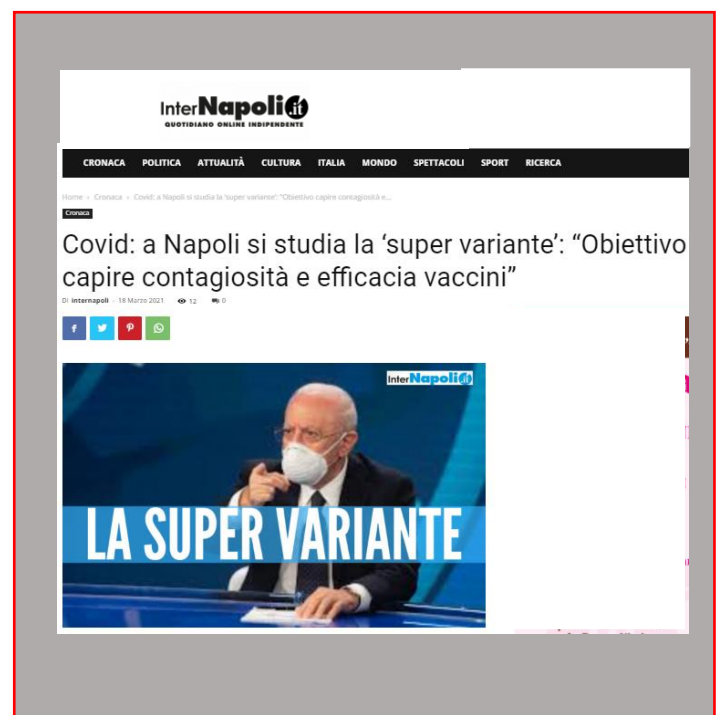 InterNapoli.it
QUOTIDIANO ONLINE INDIPENDENTE
CRONACA POLITICA ATTUALITÀ CULTURA ITALIA MONDO SPETTACOLI SPORT RICERCA
Home › Cronaca › Covid: a Napoli si studia la 'super variante': "Obiettivo capire contagiosità e...
Cronaca
Covid: a Napoli si studia la ‘super variante’: “Obiettivo
capire contagiosità e efficacia vaccini”
Di internapoli - 18 Marzo 2021 12 0
InterNapoli.it
LA SUPER VARIANTE